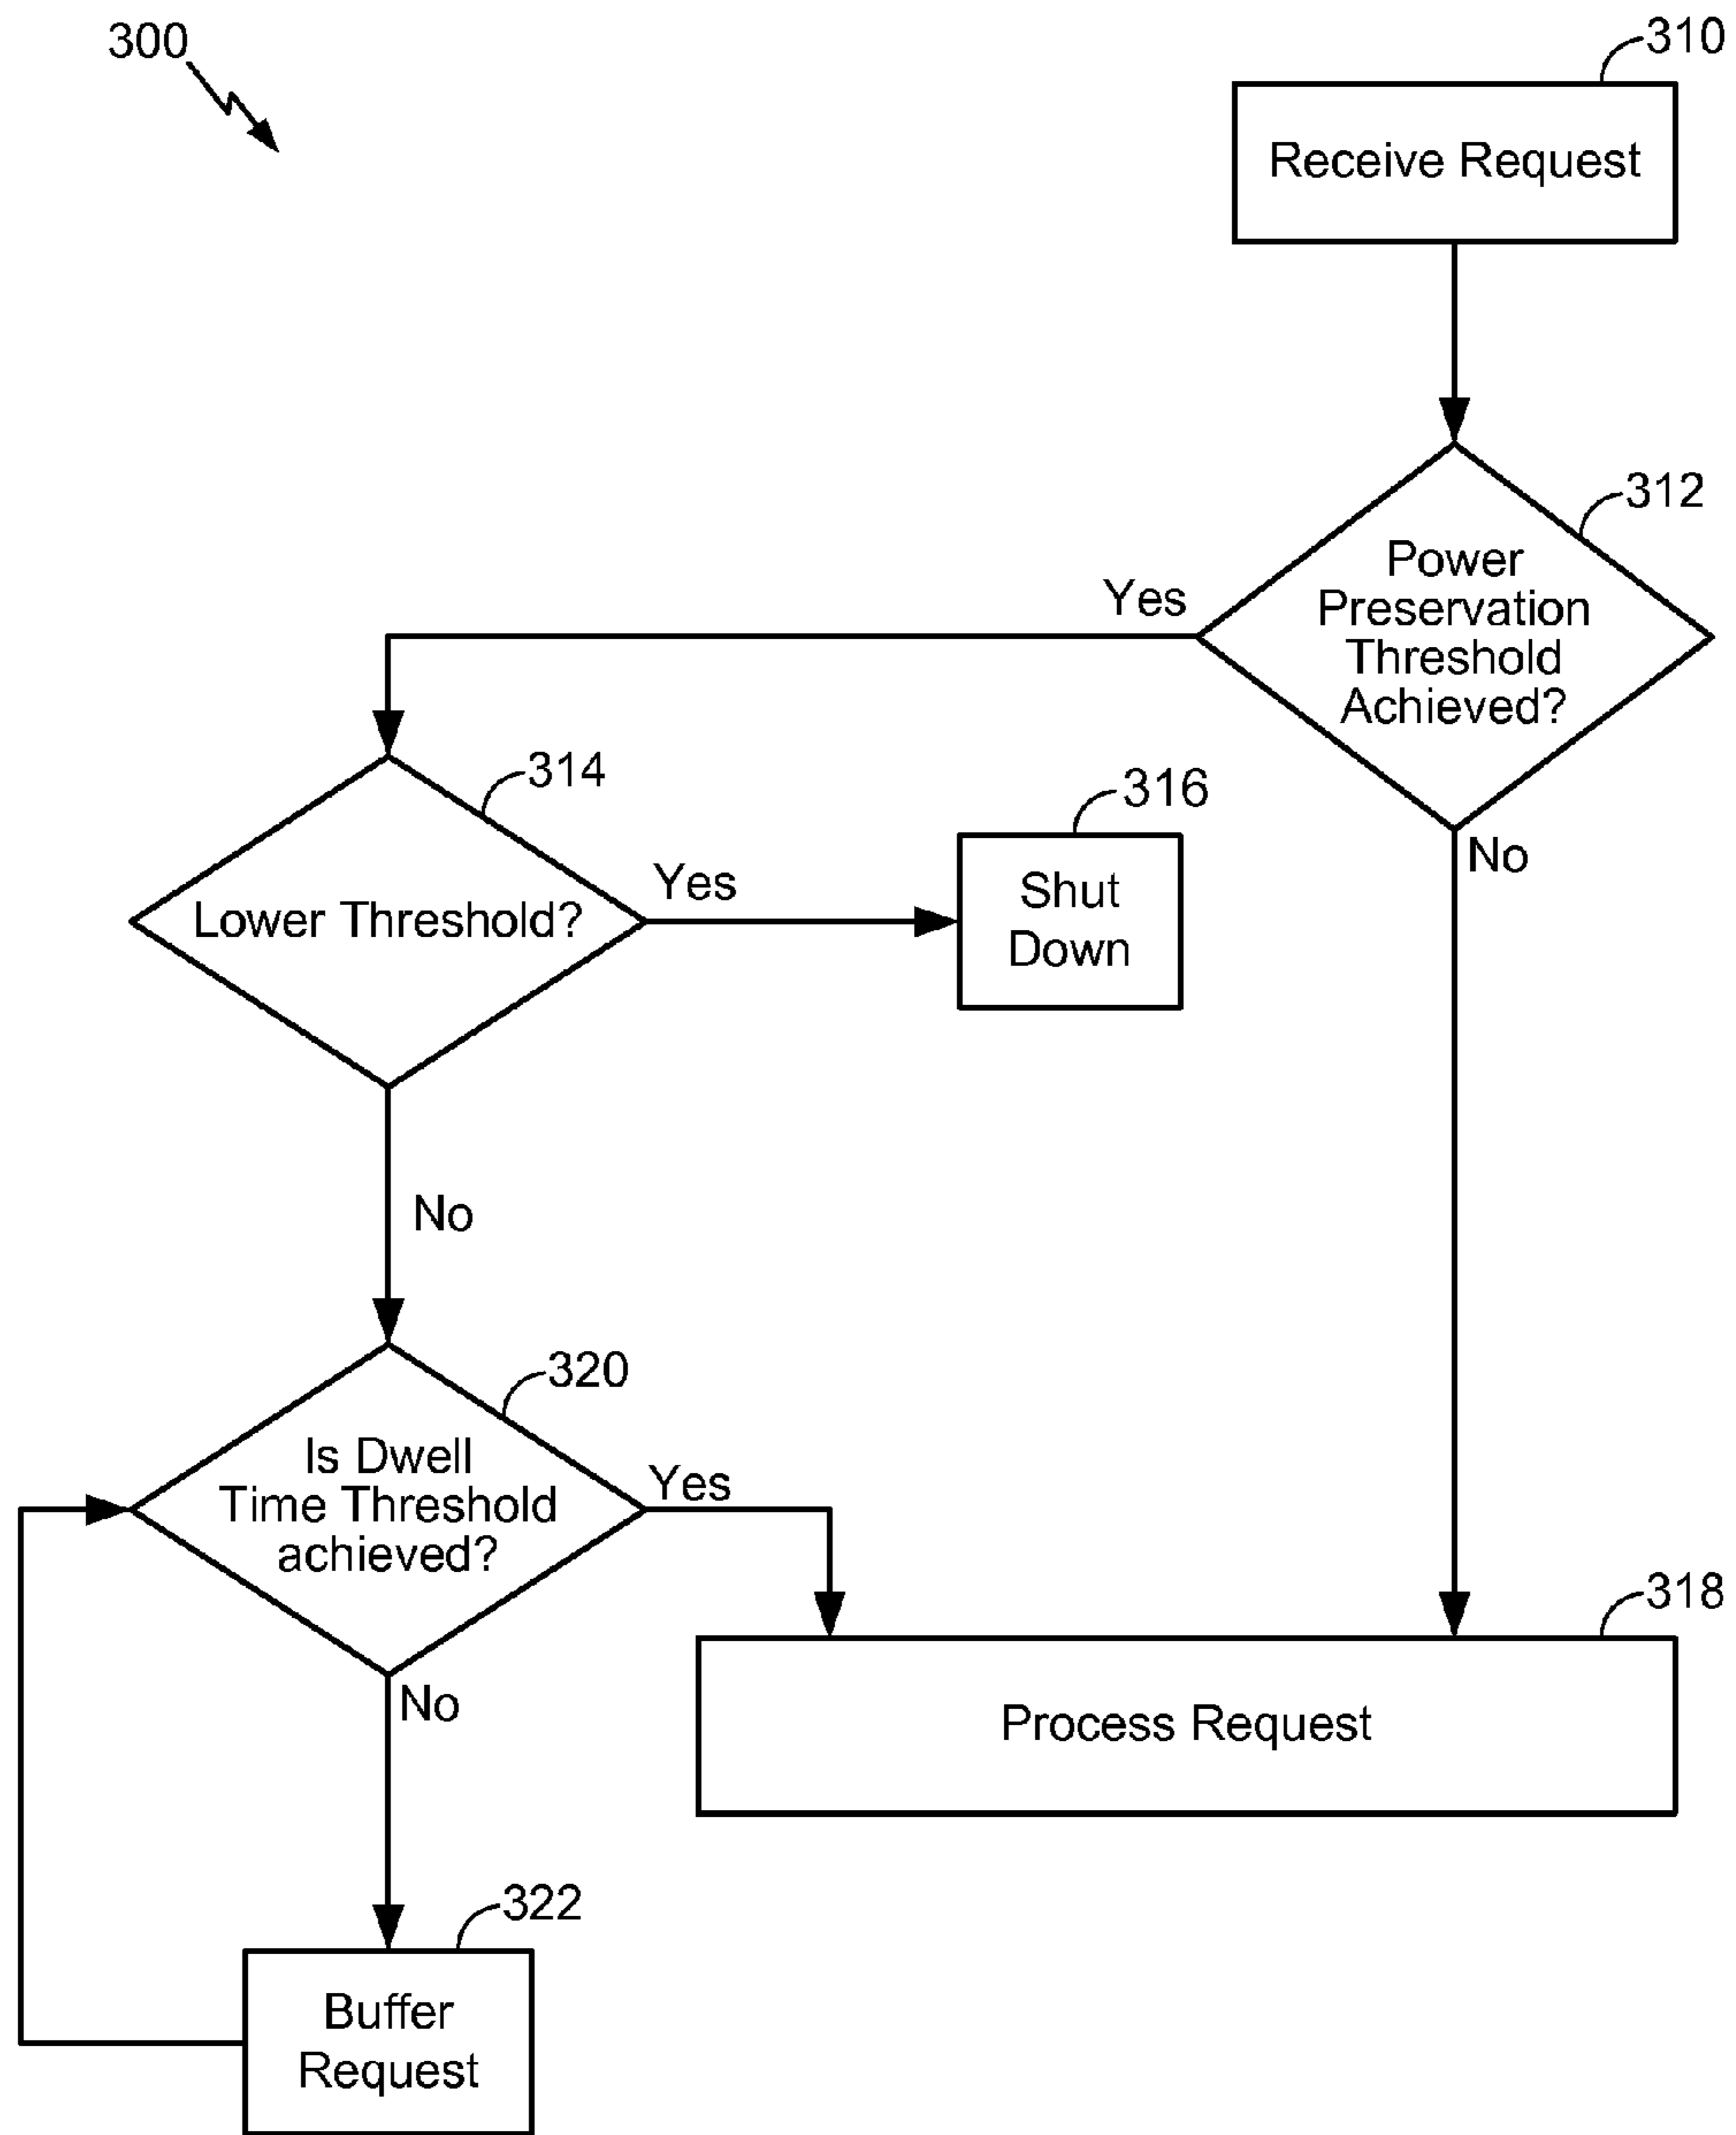 300
310
Receive Request
312
Power
Preservation
Threshold
Achieved?
Yes
No
314
Lower Threshold?
Yes
316
Shut
Down
No
320
Is Dwell
Time Threshold
achieved?
Yes
No
318
Process Request
322
Buffer
Request